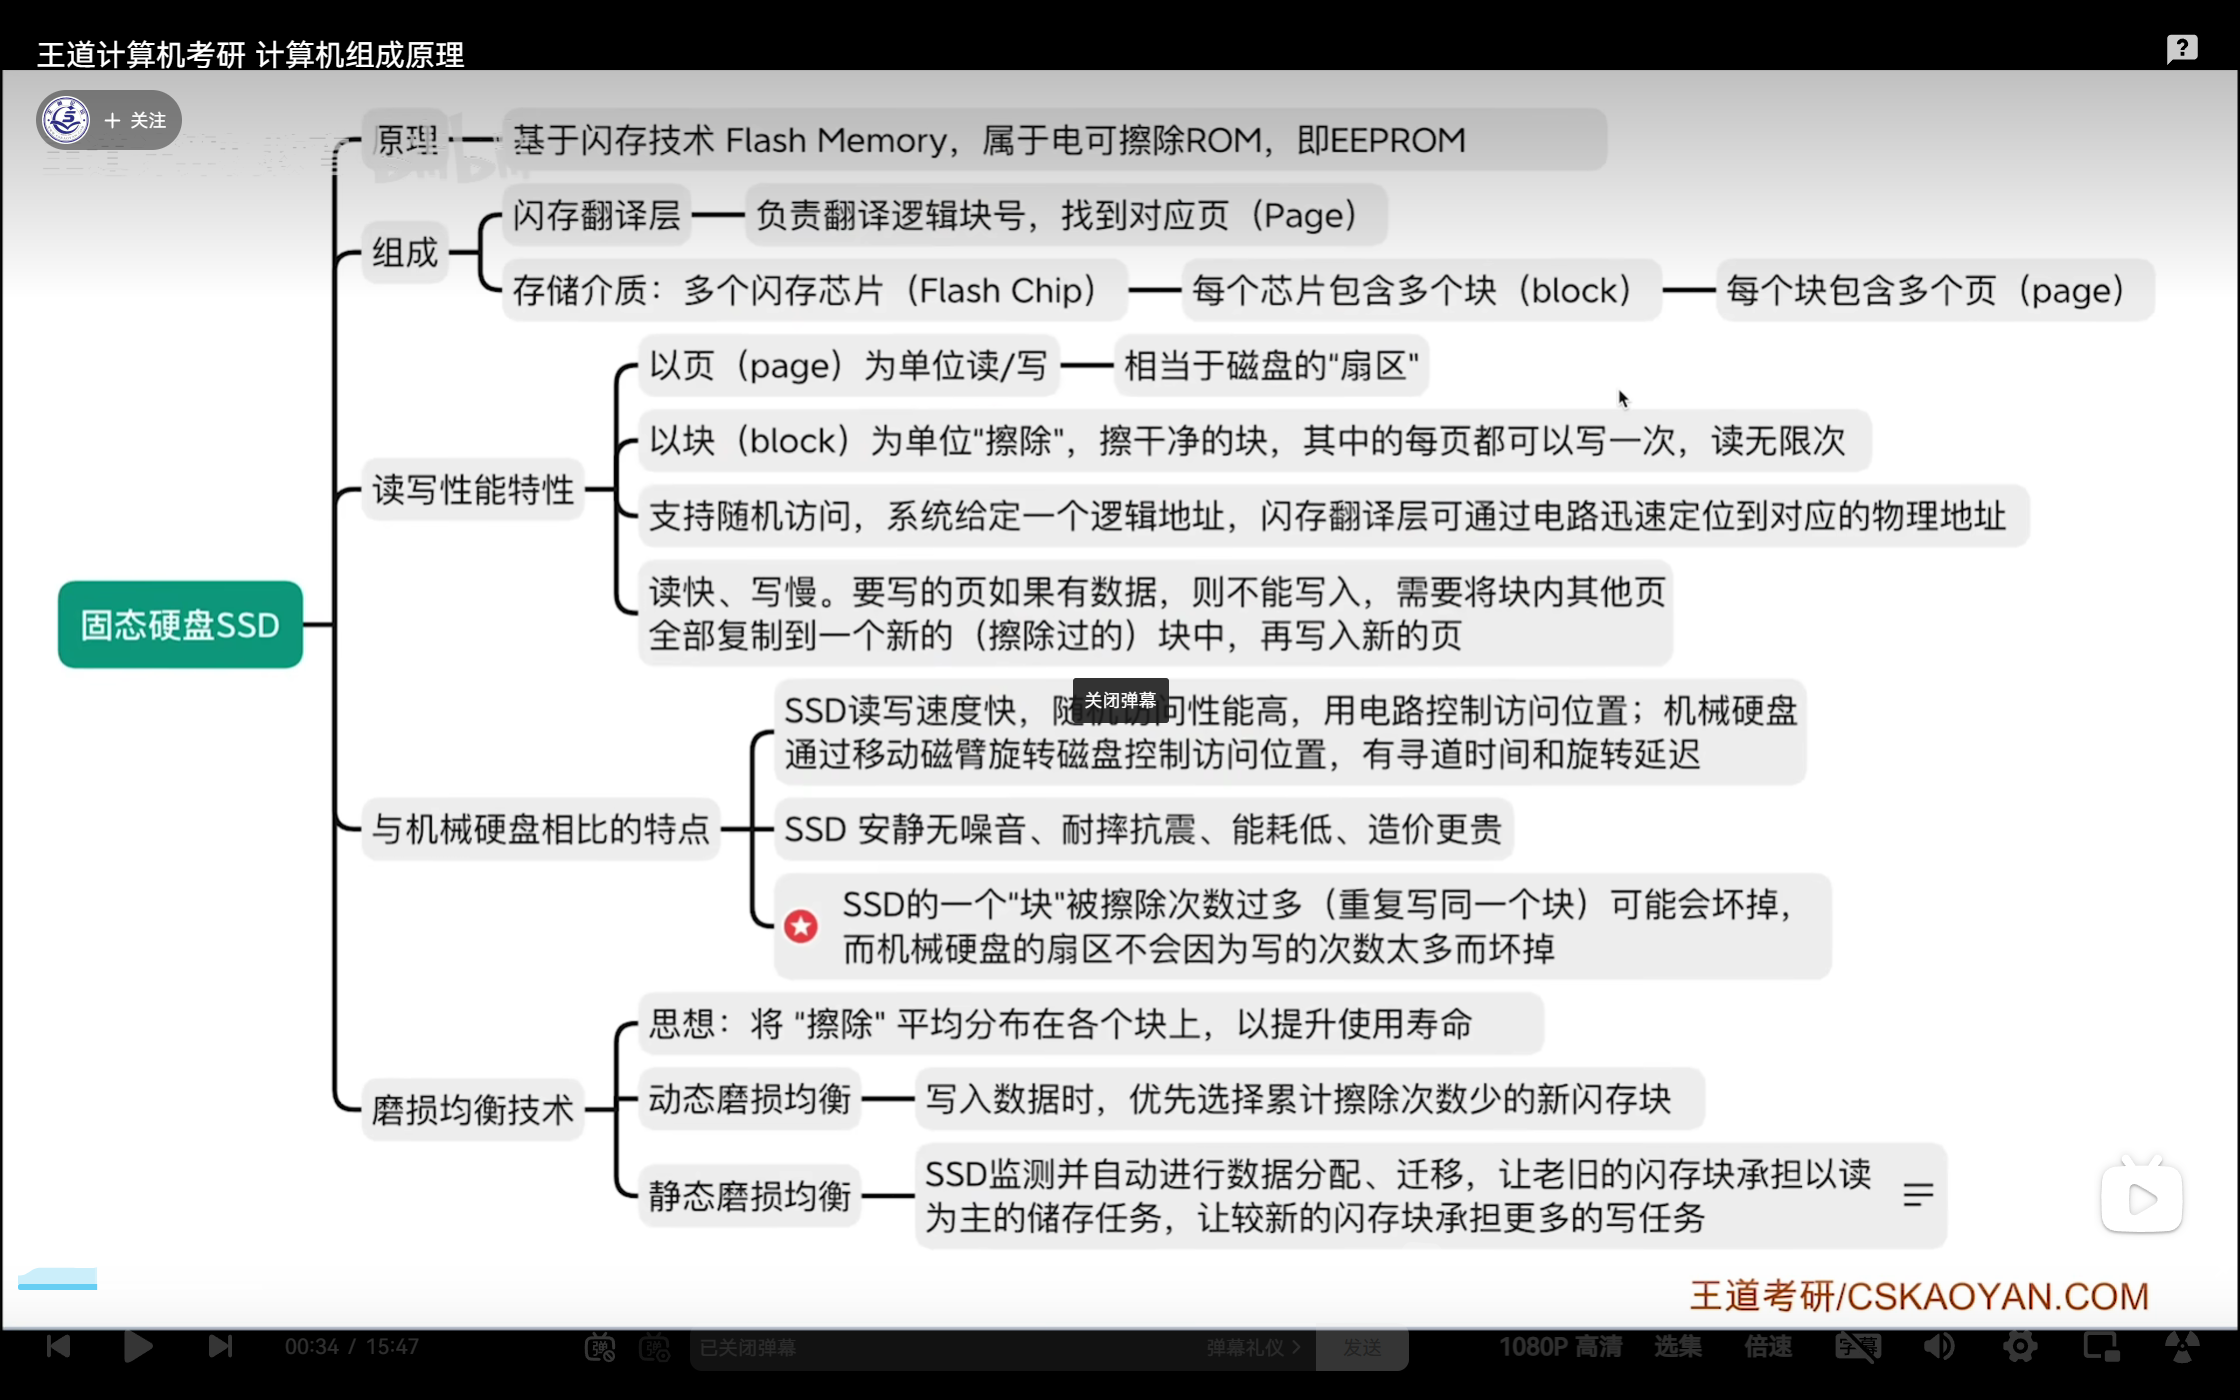 王道计算机考研 计算机组成原理
+ 关注
原理
基于闪存技术 Flash Memory，属于电可擦除ROM，即EEPROM
组成
闪存翻译层
负责翻译逻辑块号，找到对应页（Page）
存储介质：多个闪存芯片（Flash Chip）
每个芯片包含多个块（block）
每个块包含多个页（page）
读写性能特性
以页（page）为单位读/写
相当于磁盘的"扇区"
以块（block）为单位"擦除"，擦干净的块，其中的每页都可以写一次，读无限次
支持随机访问，系统给定一个逻辑地址，闪存翻译层可通过电路迅速定位到对应的物理地址
读快、写慢。要写的页如果有数据，则不能写入，需要将块内其他页
全部复制到一个新的（擦除过的）块中，再写入新的页
固态硬盘SSD
与机械硬盘相比的特点
SSD读写速度快，随机访问性能高，用电路控制访问位置；机械硬盘
通过移动磁臂旋转磁盘控制访问位置，有寻道时间和旋转延迟
关闭弹幕
SSD 安静无噪音、耐摔抗震、能耗低、造价更贵
SSD的一个"块"被擦除次数过多（重复写同一个块）可能会坏掉，
而机械硬盘的扇区不会因为写的次数太多而坏掉
磨损均衡技术
思想：将 "擦除" 平均分布在各个块上，以提升使用寿命
动态磨损均衡
写入数据时，优先选择累计擦除次数少的新闪存块
静态磨损均衡
SSD监测并自动进行数据分配、迁移，让老旧的闪存块承担以读
为主的储存任务，让较新的闪存块承担更多的写任务
王道考研/CSKAOYAN.COM
00:34 / 15:47
弹
弹
已关闭弹幕
弹幕礼仪 >
发送
1080P 高清
选集
倍速
字幕